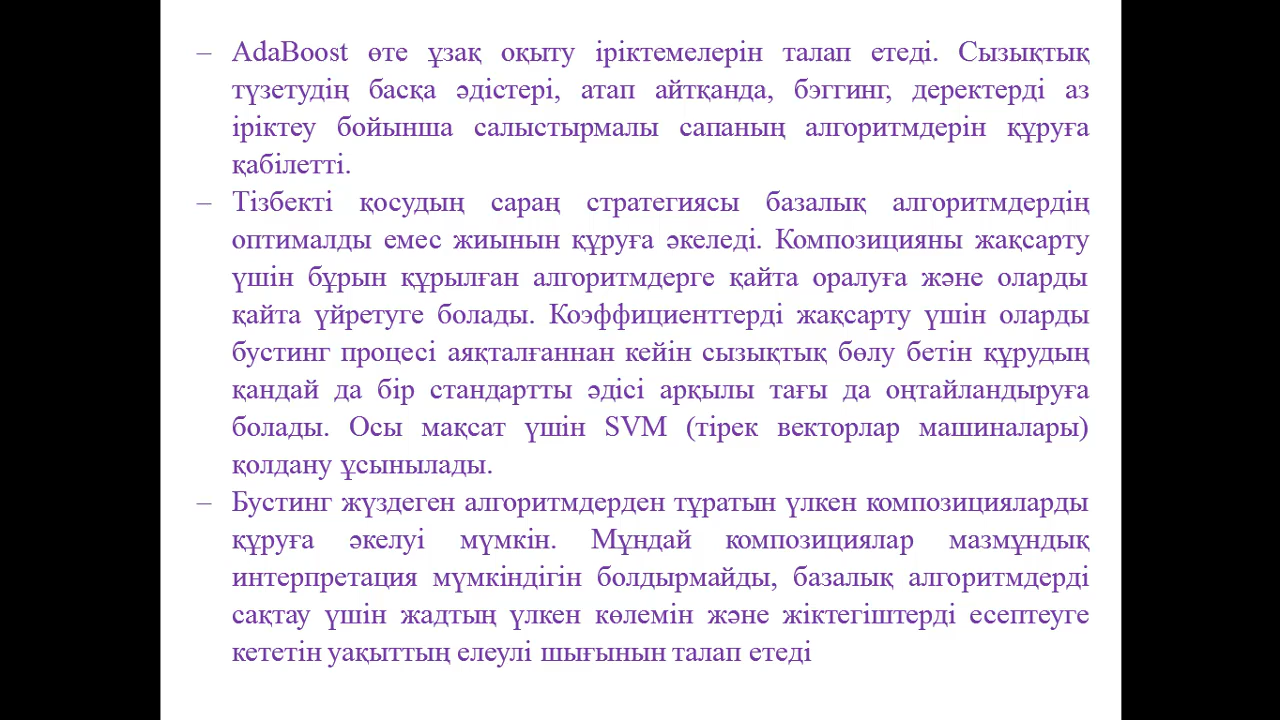 – AdaBoost өте ұзақ оқыту іріктемелерін талап етеді. Сызықтық
түзетудің басқа әдістері, атап айтқанда, бэггинг, деректерді аз
іріктеу бойынша салыстырмалы сапаның алгоритмдерін құруға
қабілетті.
– Тізбекті қосудың сараң стратегиясы базалық алгоритмдердің
оптималды емес жиынын құруға әкеледі. Композицияны жақсарту
үшін бұрын құрылған алгоритмдерге қайта оралуға және оларды
қайта үйретуге болады. Коэффициенттерді жақсарту үшін оларды
бустинг процесі аяқталғаннан кейін сызықтық бөлу бетін құрудың
қандай да бір стандартты әдісі арқылы тағы да оңтайландыруға
болады. Осы мақсат үшін SVM (тірек векторлар машиналары)
қолдану ұсынылады.
– Бустинг жүздеген алгоритмдерден тұратын үлкен композицияларды
құруға әкелуі мүмкін. Мұндай композициялар мазмұндық
интерпретация мүмкіндігін болдырмайды, базалық алгоритмдерді
сақтау үшін жадтың үлкен көлемін және жіктегіштерді есептеуге
кететін уақыттың елеулі шығынын талап етеді